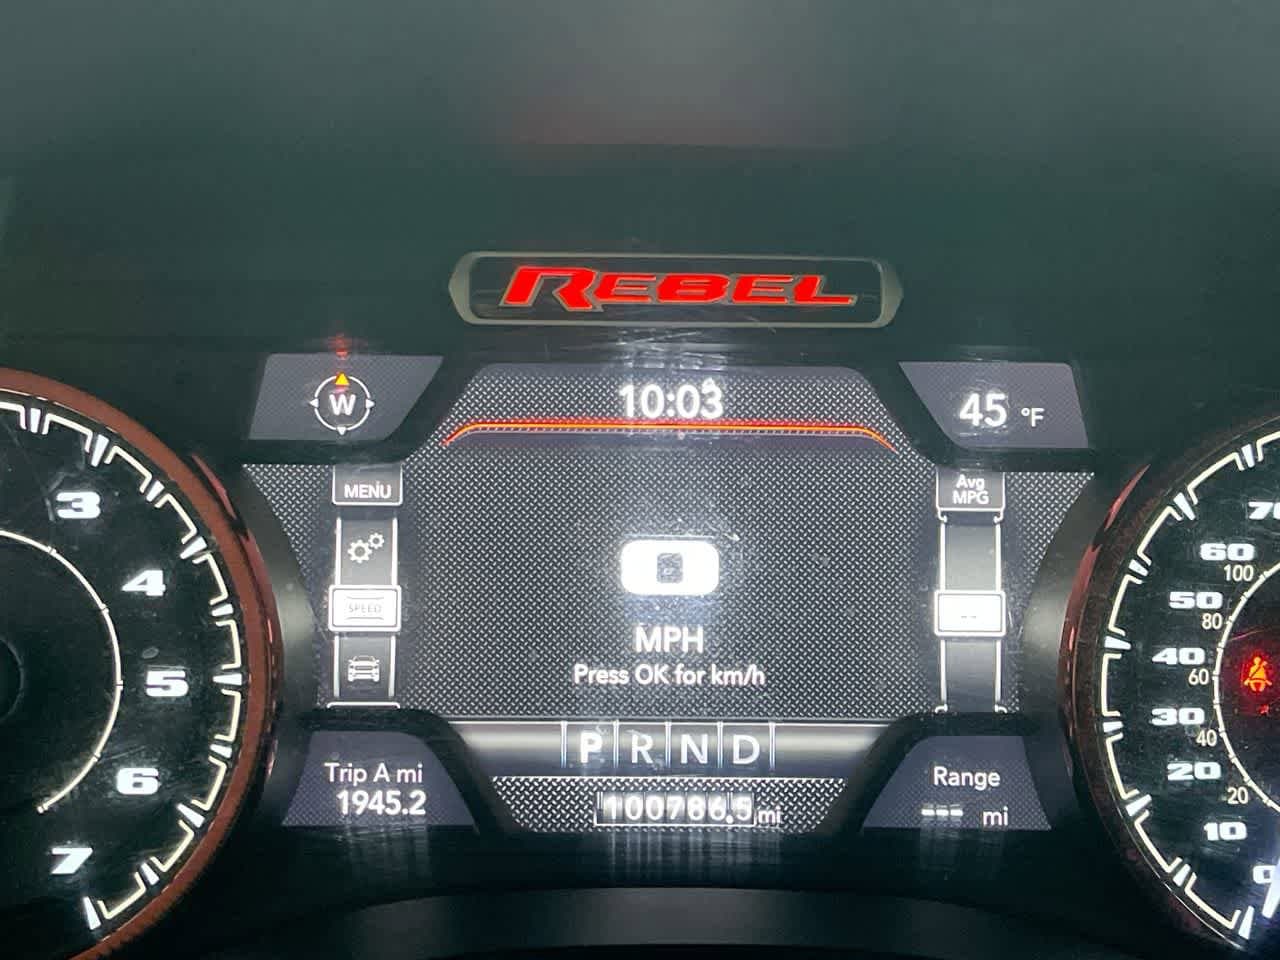 REBEL
W
10:03
45 °F
MENU
Avg
MPG
SPEED
0
MPH
Press OK for km/h
P R N D
Trip A mi
1945.2
100786.5 mi
Range
--- mi
3
4
5
6
7
60
50
40
30
20
10
100
80
60
40
20